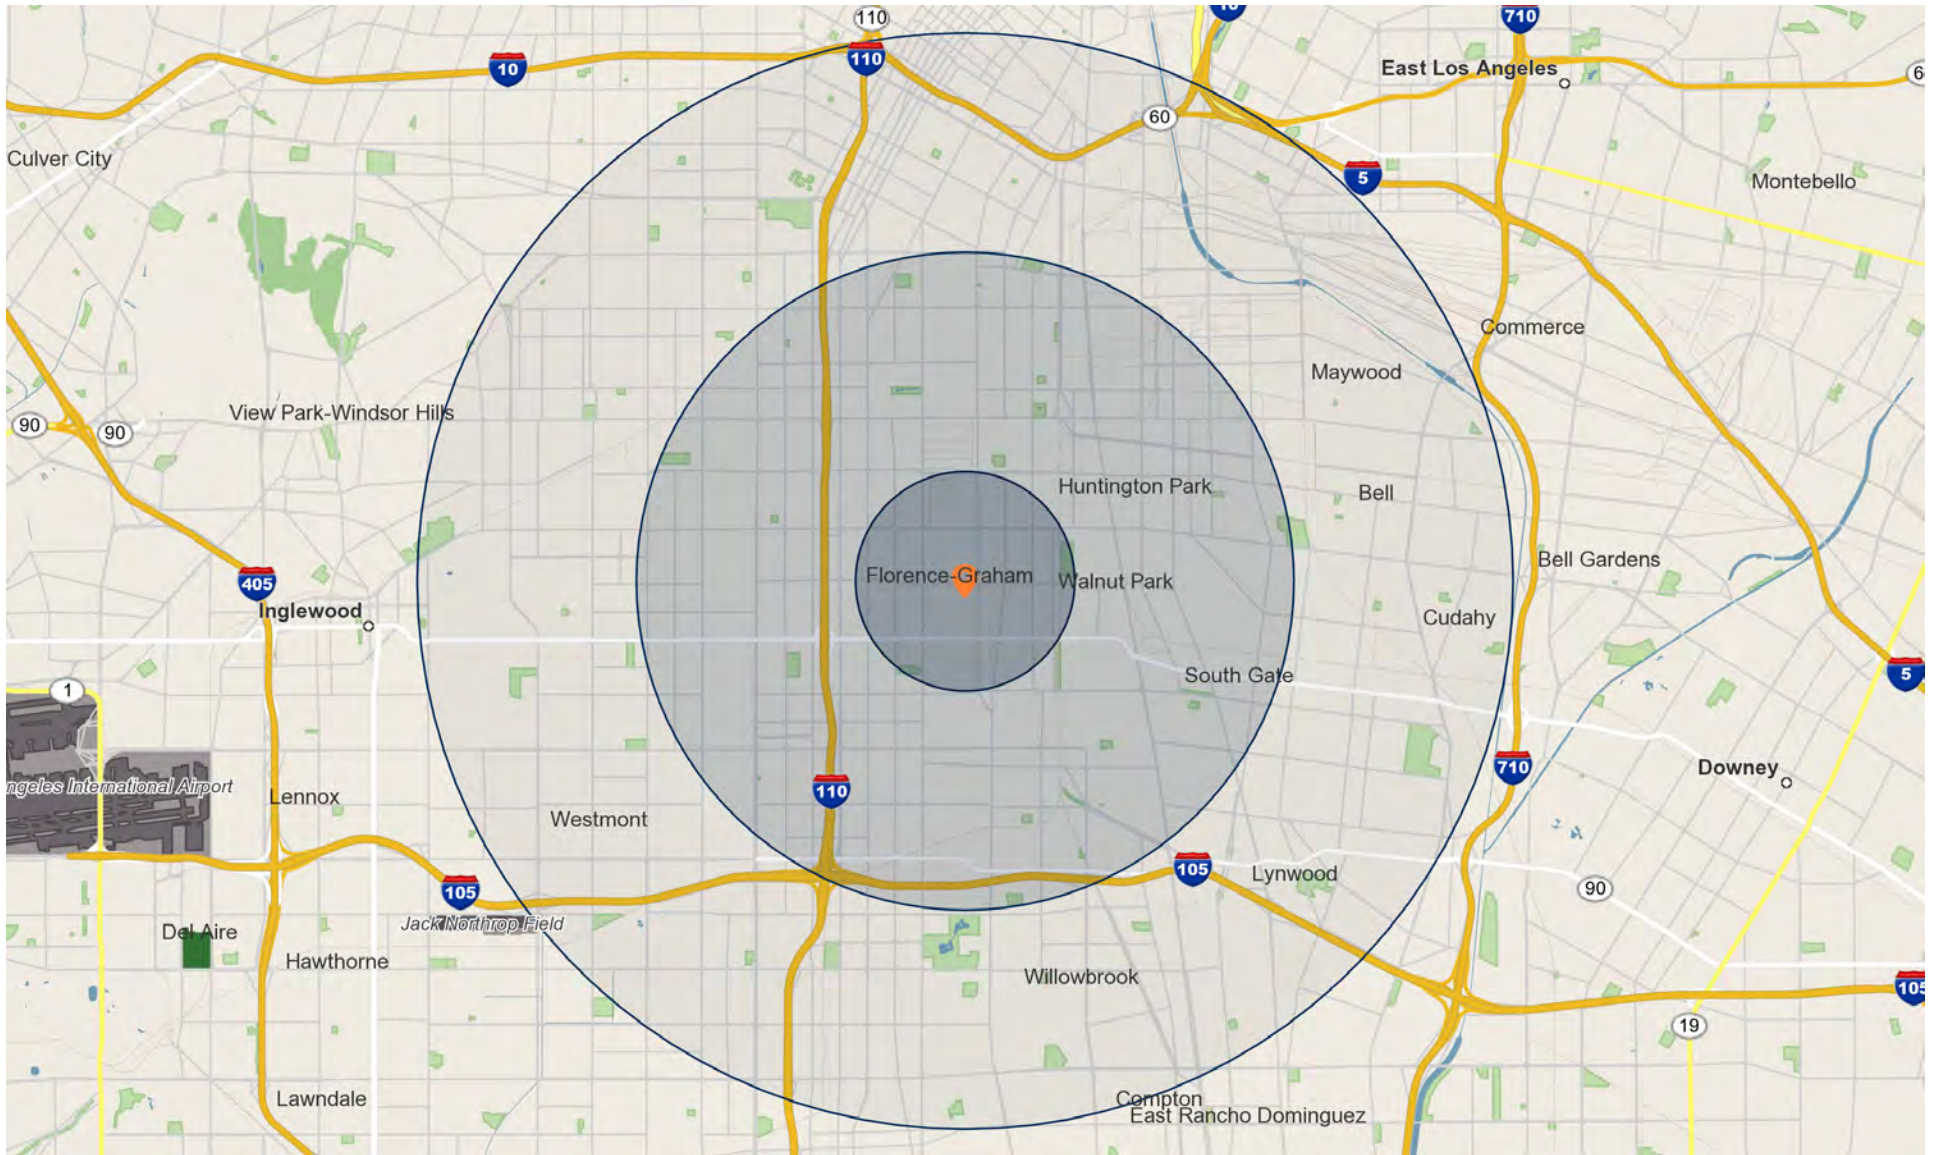 110
10
710
10
110
East Los Angeles
60
5
Culver City
Montebello
Commerce
Maywood
View Park-Windsor Hills
90
90
Huntington Park
Bell
Bell Gardens
405
Florence-Graham
Walnut Park
Inglewood
Cudahy
South Gate
5
1
710
Downey
ngeles International Airport
110
Lennox
Westmont
105
Lynwood
105
90
Jack Northrop Field
Del Aire
Hawthorne
Willowbrook
105
19
Lawndale
Compton
East Rancho Dominguez